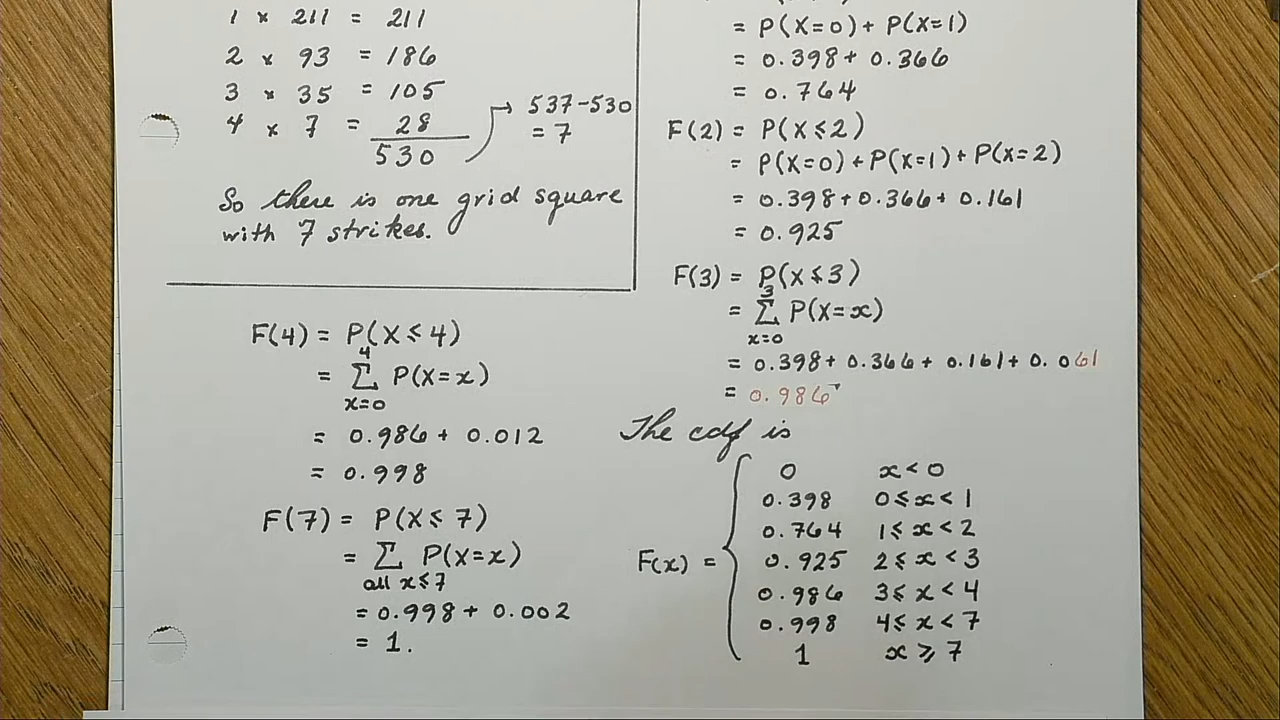 1 × 211 = 211
2 × 93 = 186
3 × 35 = 105
4 × 7 = 28
530
→ 537-530
= 7
So there is one grid square
with 7 strikes.
F(4) = P(X ≤ 4)
= 4 Σ x=0 P(X=x)
= 0.986 + 0.012
= 0.998
F(7) = P(X ≤ 7)
= Σ all x≤7 P(X=x)
= 0.998 + 0.002
= 1.
= P(X=0) + P(X=1)
= 0.398 + 0.366
= 0.764
F(2) = P(X ≤ 2)
= P(X=0) + P(X=1) + P(X=2)
= 0.398 + 0.366 + 0.161
= 0.925
F(3) = P(X ≤ 3)
= 3 Σ x=0 P(X=x)
= 0.398 + 0.366 + 0.161 + 0.061
= 0.986
The cdf is
F(x) = {
0 x < 0
0.398 0 ≤ x < 1
0.764 1 ≤ x < 2
0.925 2 ≤ x < 3
0.986 3 ≤ x < 4
0.998 4 ≤ x < 7
1 x ≥ 7